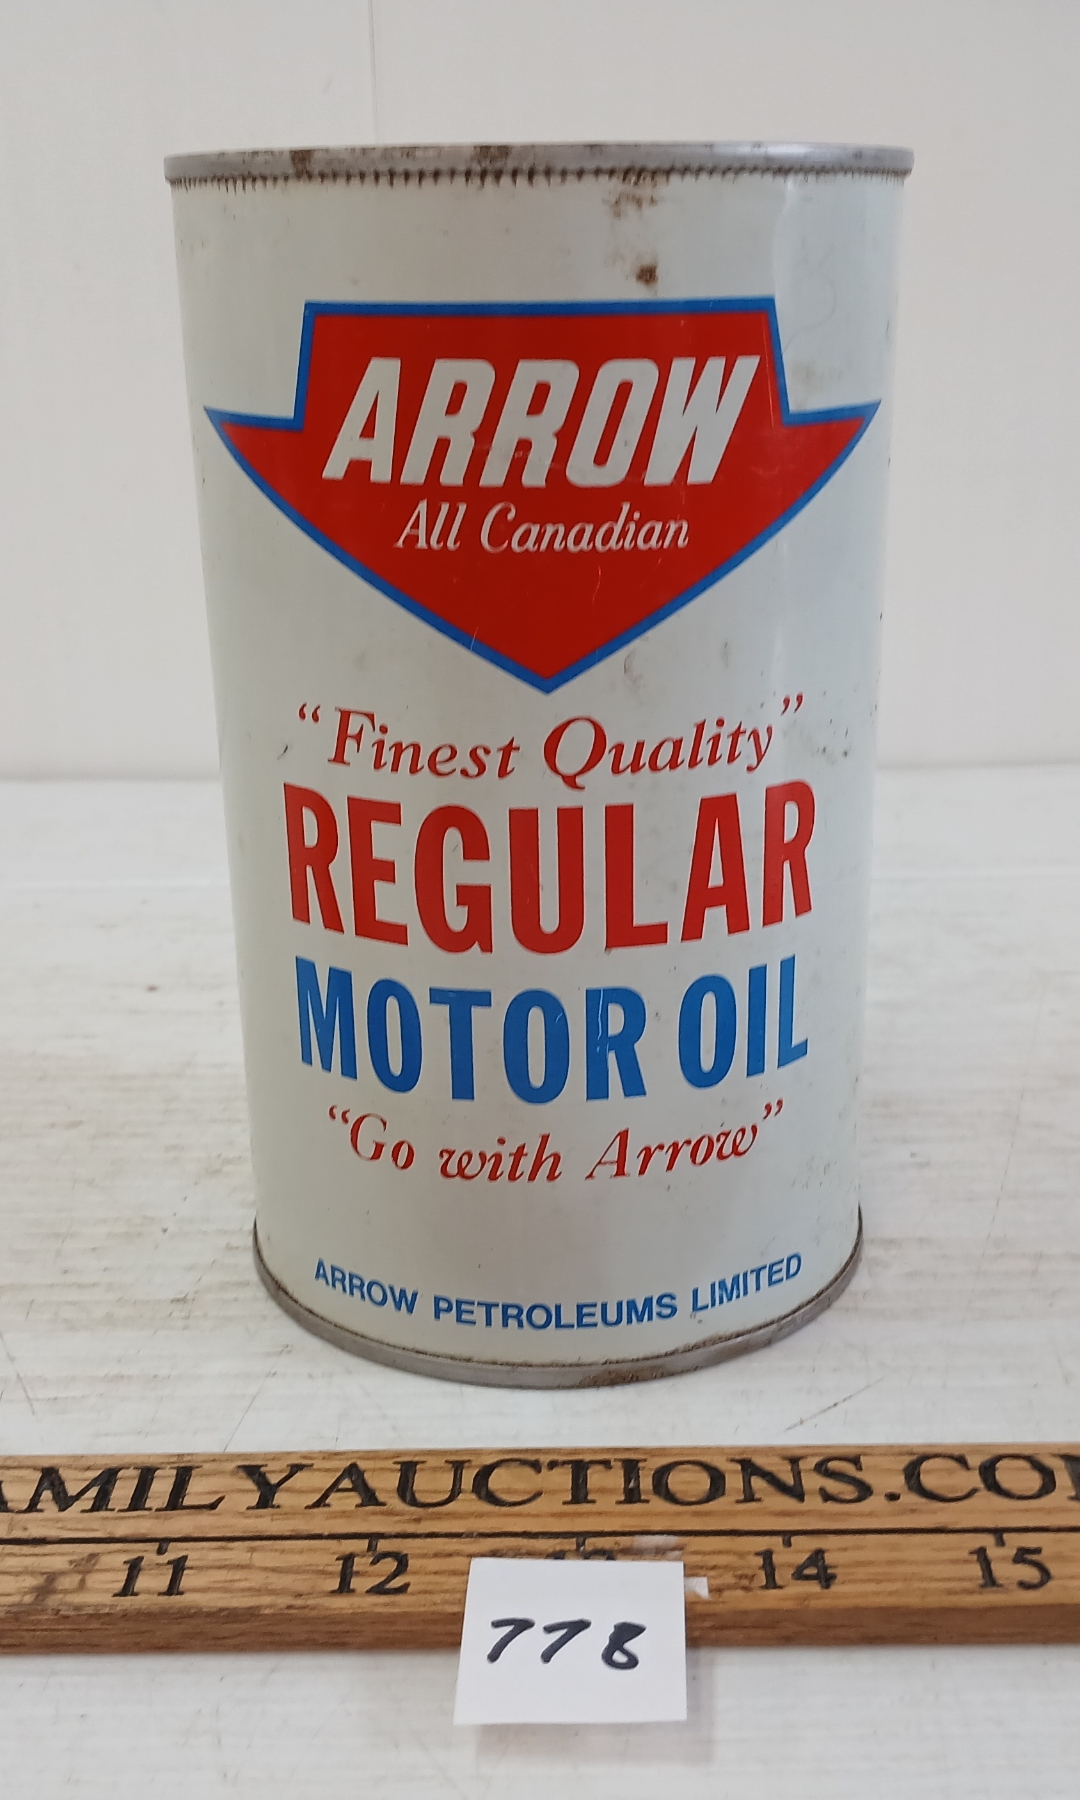 ARROW
All Canadian
"Finest Quality"
REGULAR
MOTOR OIL
"Go with Arrow"
ARROW PETROLEUMS LIMITED
AMILYAUCTIONS.CO
11 12 13 14 15
778